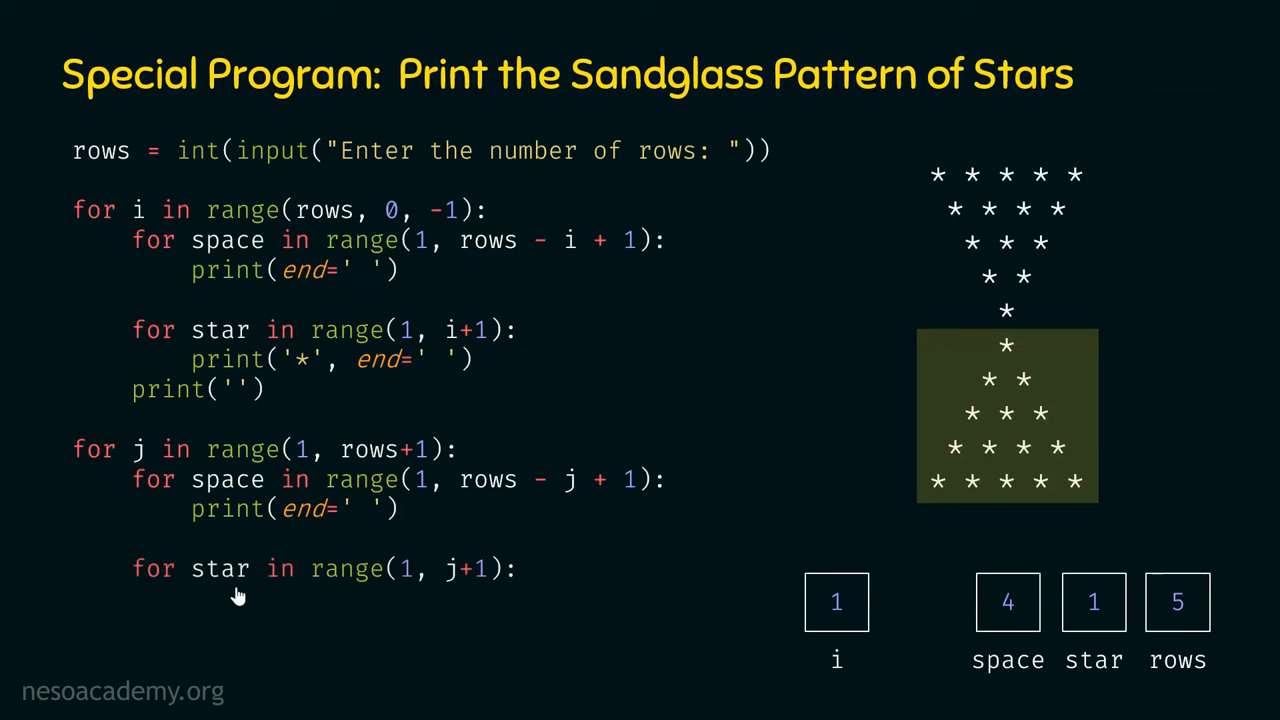 Special Program: Print the Sandglass Pattern of Stars
rows = int(input("Enter the number of rows: "))
for i in range(rows, 0, -1):
    for space in range(1, rows - i + 1):
        print(end=' ')
    for star in range(1, i+1):
        print('*', end=' ')
    print('')
for j in range(1, rows+1):
    for space in range(1, rows - j + 1):
        print(end=' ')
    for star in range(1, j+1):
* * * * *
* * * *
* * *
* *
*
*
* *
* * *
* * * *
* * * * *
1 4 1 5
i space star rows
nesoacademy.org